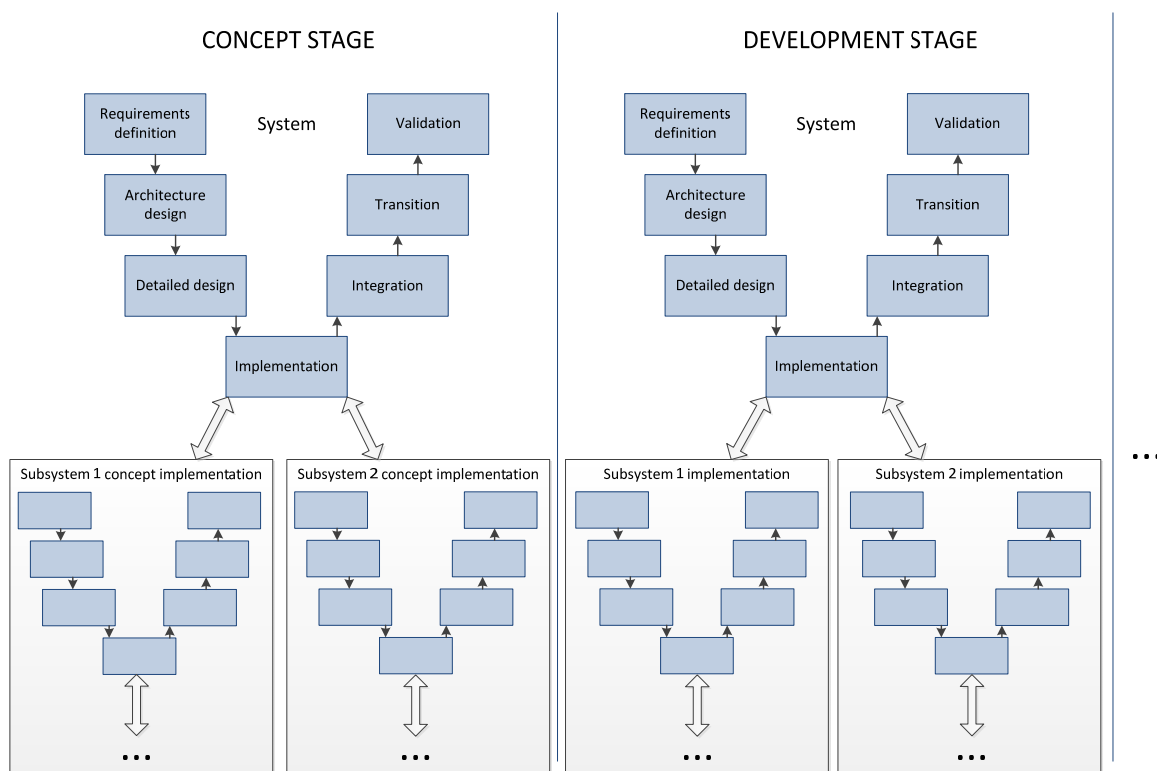 CONCEPT STAGE
Requirements
definition
System
Validation
Architecture
design
Transition
Detailed design
Integration
Implementation
Subsystem 1 concept implementation
...
Subsystem 2 concept implementation
...
DEVELOPMENT STAGE
Requirements
definition
System
Validation
Architecture
design
Transition
Detailed design
Integration
Implementation
Subsystem 1 implementation
...
Subsystem 2 implementation
...
...